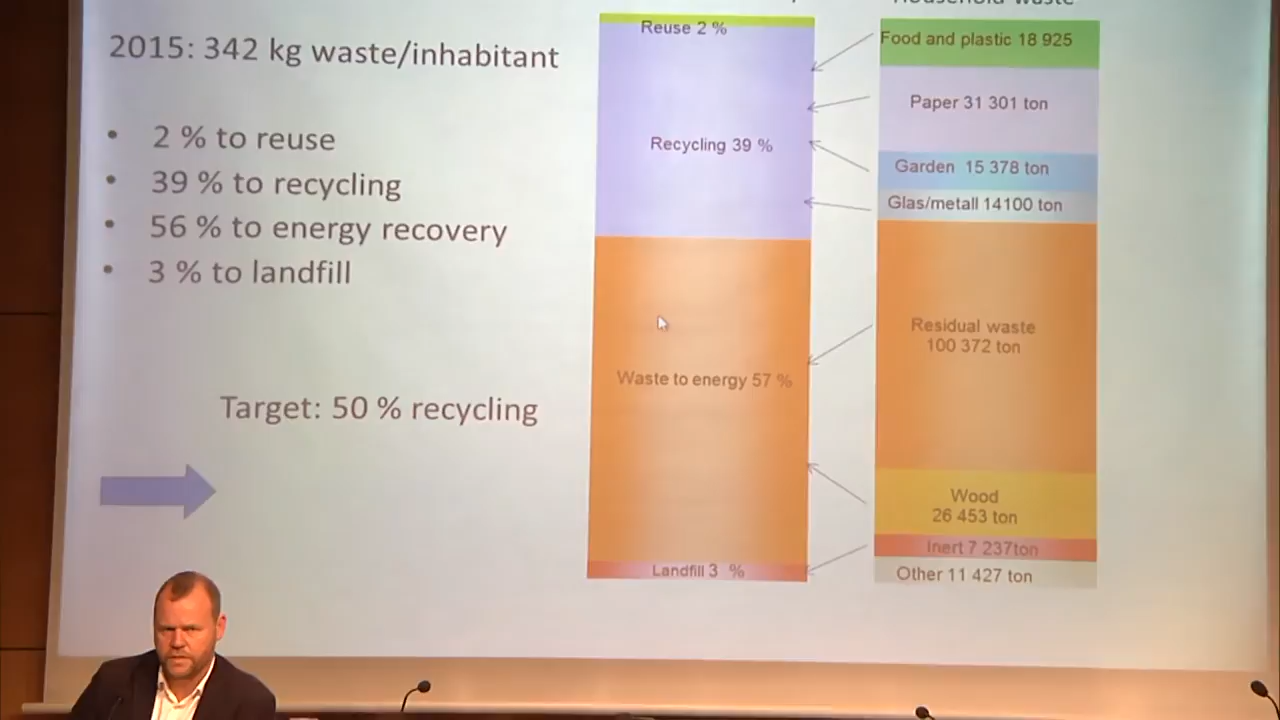 2015: 342 kg waste/inhabitant
• 2 % to reuse
• 39 % to recycling
• 56 % to energy recovery
• 3 % to landfill
Target: 50 % recycling
Reuse 2 %
Recycling 39 %
Waste to energy 57 %
Landfill 3 %
Household waste
Food and plastic 18 925
Paper 31 301 ton
Garden 15 378 ton
Glas/metall 14100 ton
Residual waste
100 372 ton
Wood
26 453 ton
Inert 7 237ton
Other 11 427 ton